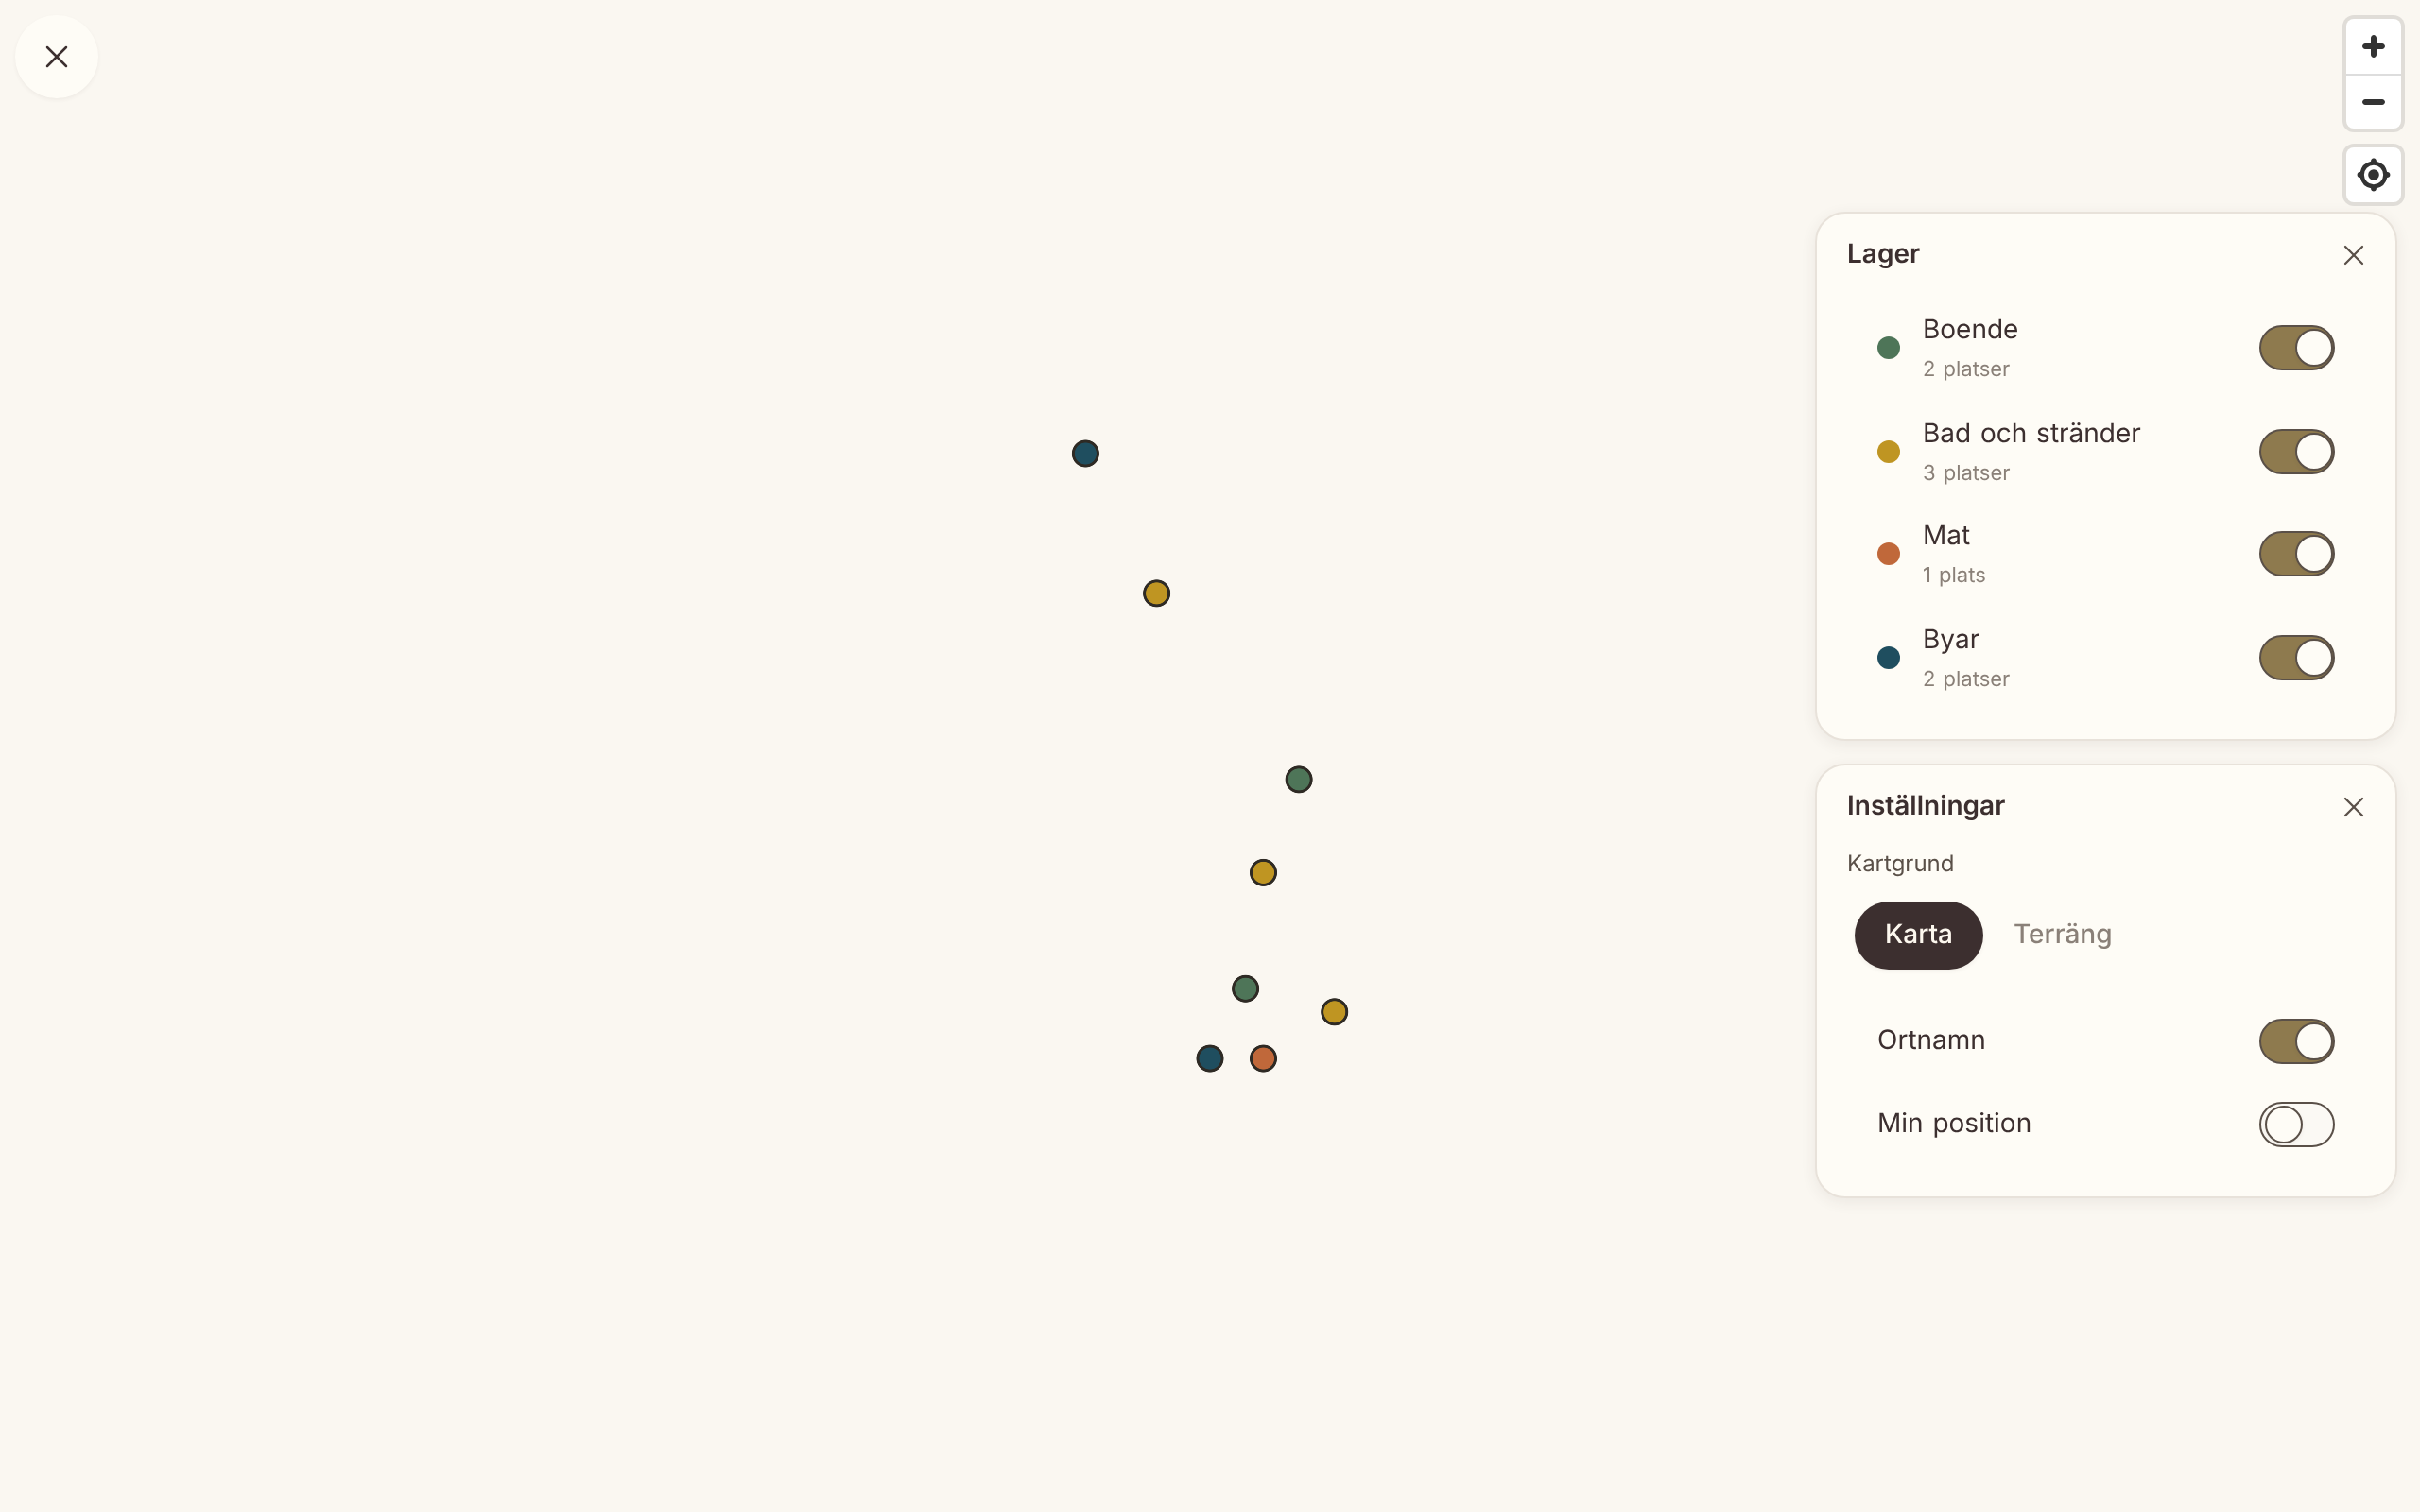 Lager
Boende
2 platser
Bad och stränder
3 platser
Mat
1 plats
Byar
2 platser
Inställningar
Kartgrund
Karta Terräng
Ortnamn
Min position